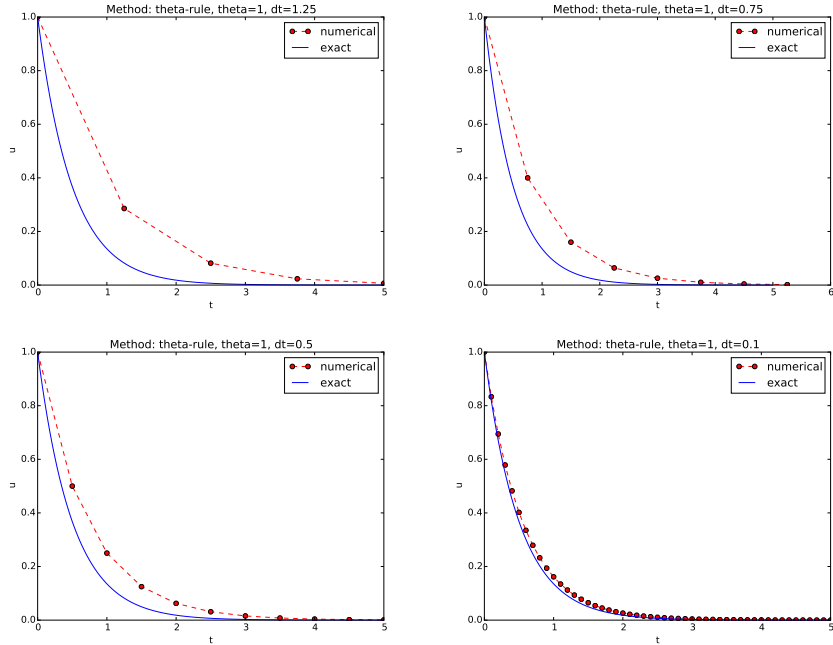 Method: theta-rule, theta=1, dt=1.25
numerical
exact
1.0
0.8
0.6
0.4
0.2
0.0
u
0 1 2 3 4 5
t
Method: theta-rule, theta=1, dt=0.75
numerical
exact
1.0
0.8
0.6
0.4
0.2
0.0
u
0 1 2 3 4 5 6
t
Method: theta-rule, theta=1, dt=0.5
numerical
exact
1.0
0.8
0.6
0.4
0.2
0.0
u
0 1 2 3 4 5
t
Method: theta-rule, theta=1, dt=0.1
numerical
exact
1.0
0.8
0.6
0.4
0.2
0.0
u
0 1 2 3 4 5
t